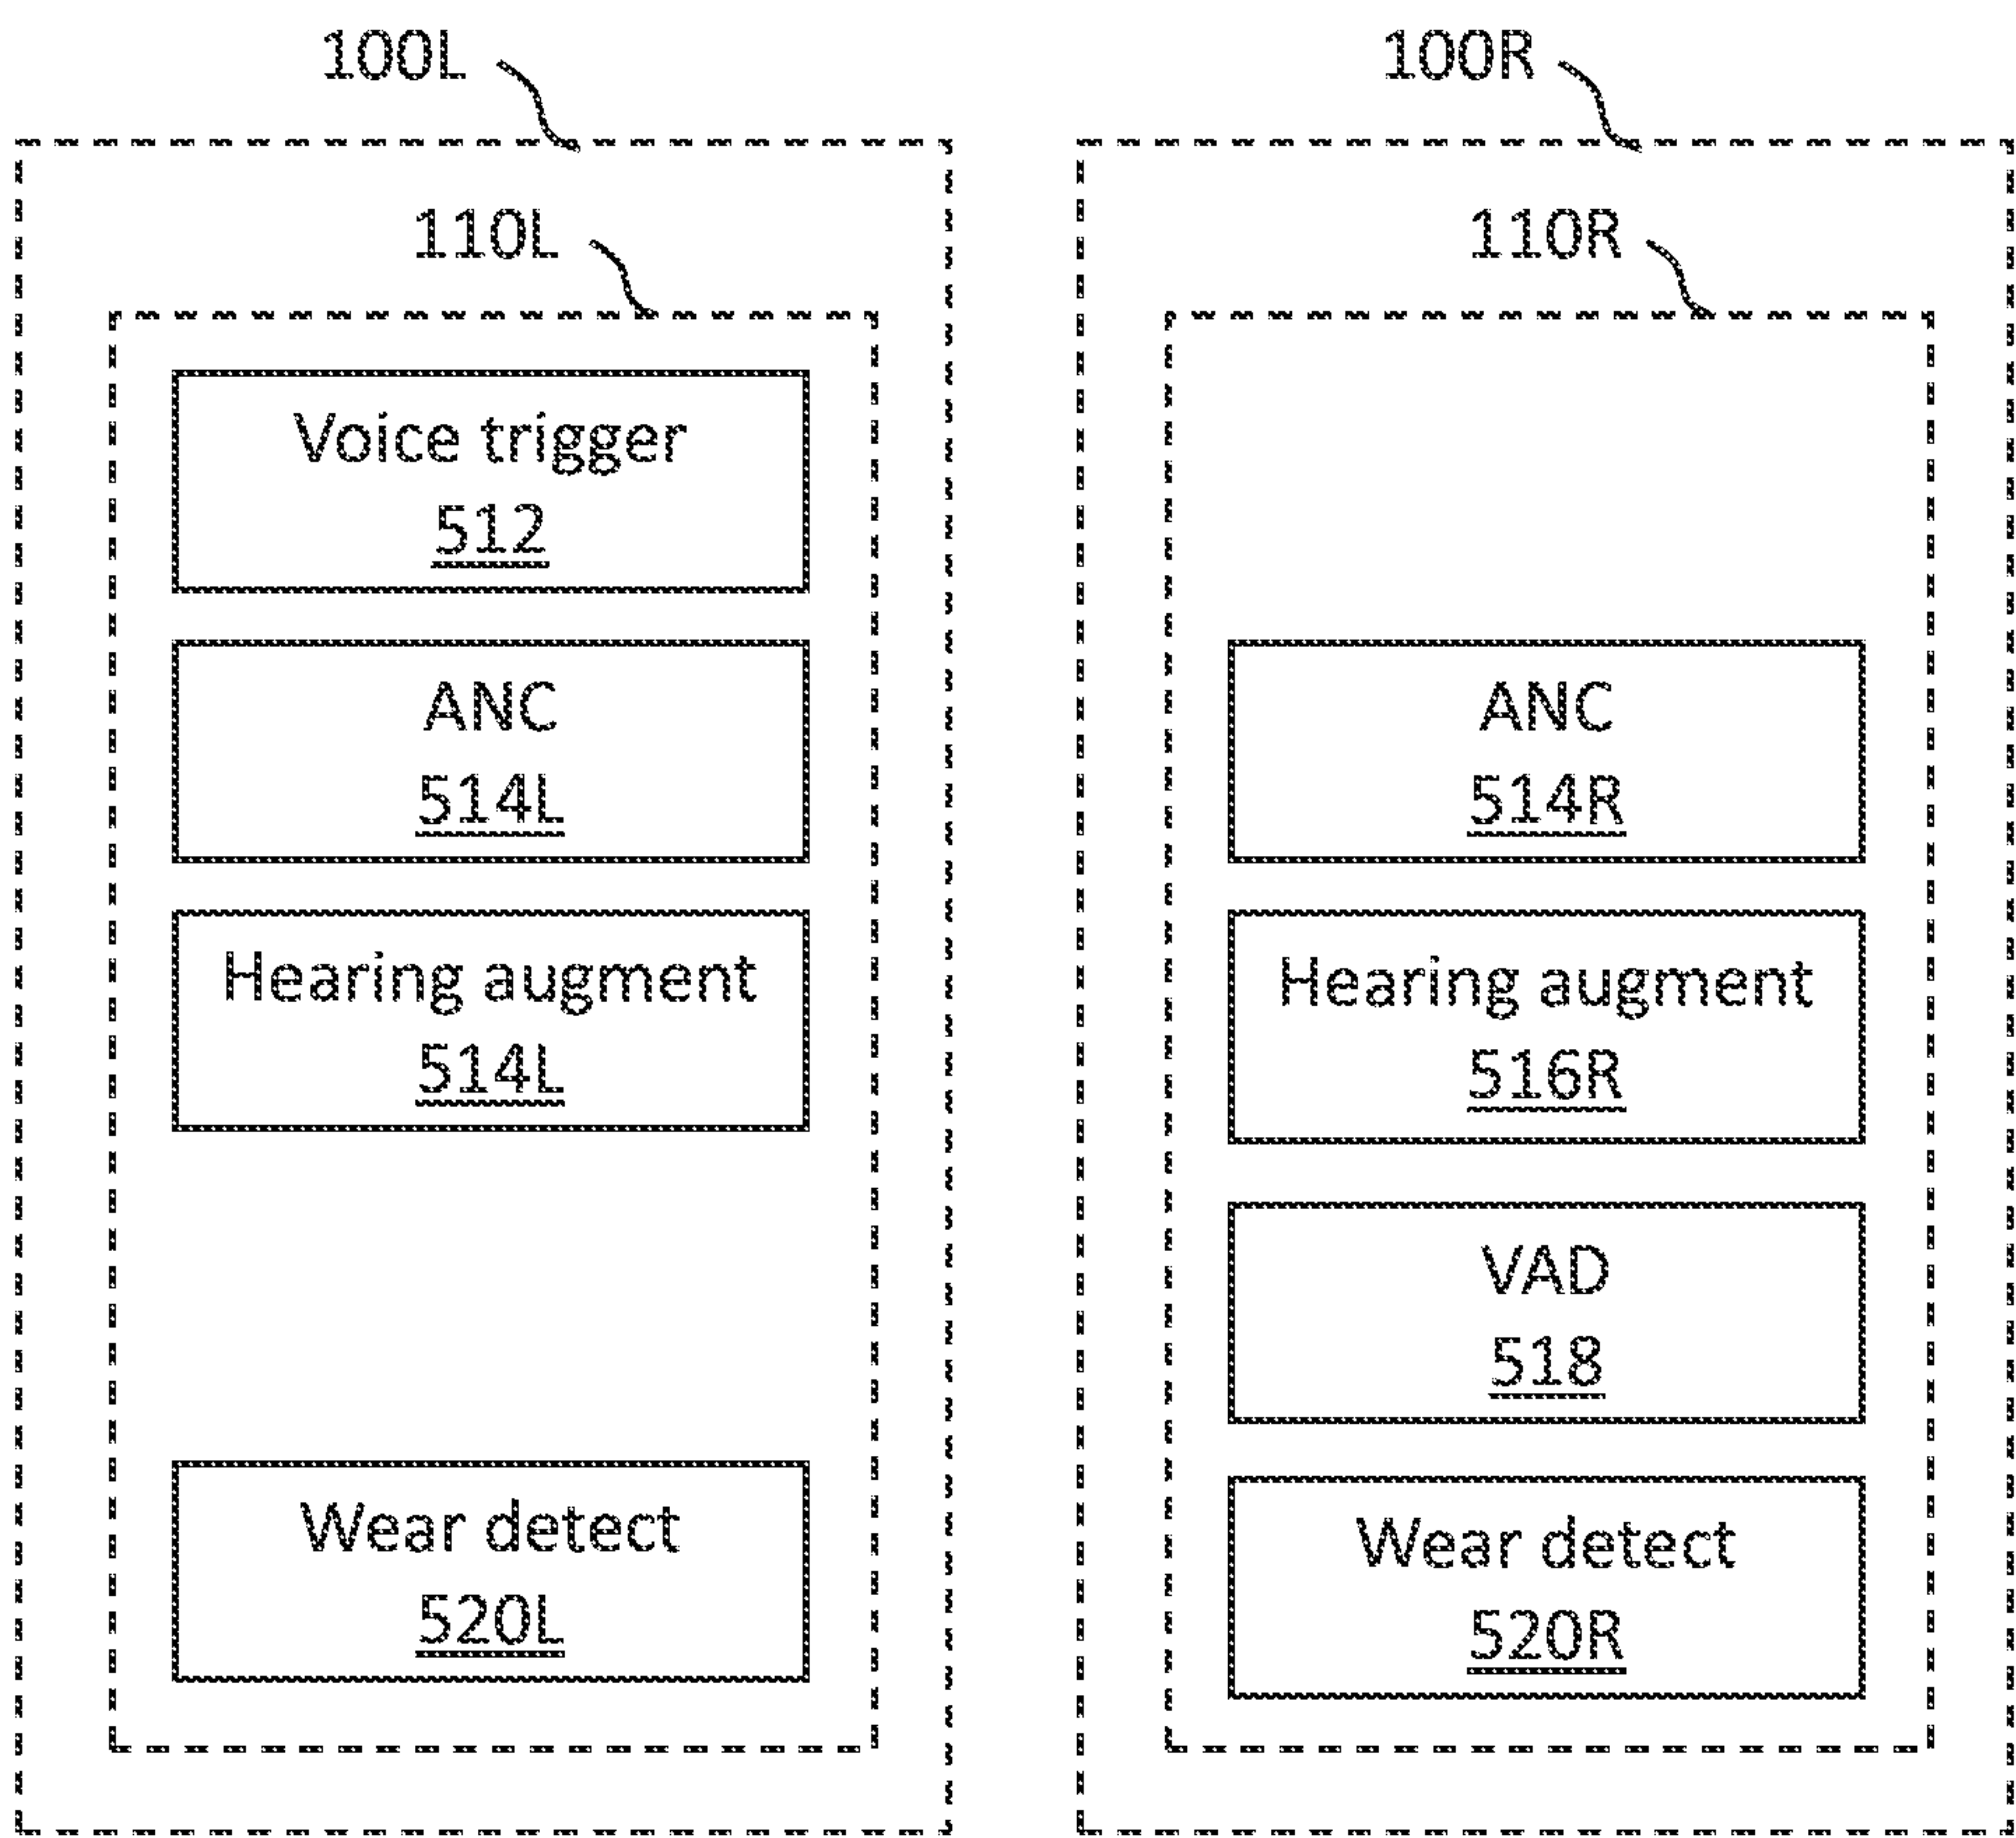 100L
110L
Voice trigger
512
ANC
514L
Hearing augment
514L
Wear detect
520L
100R
110R
ANC
514R
Hearing augment
516R
VAD
518
Wear detect
520R